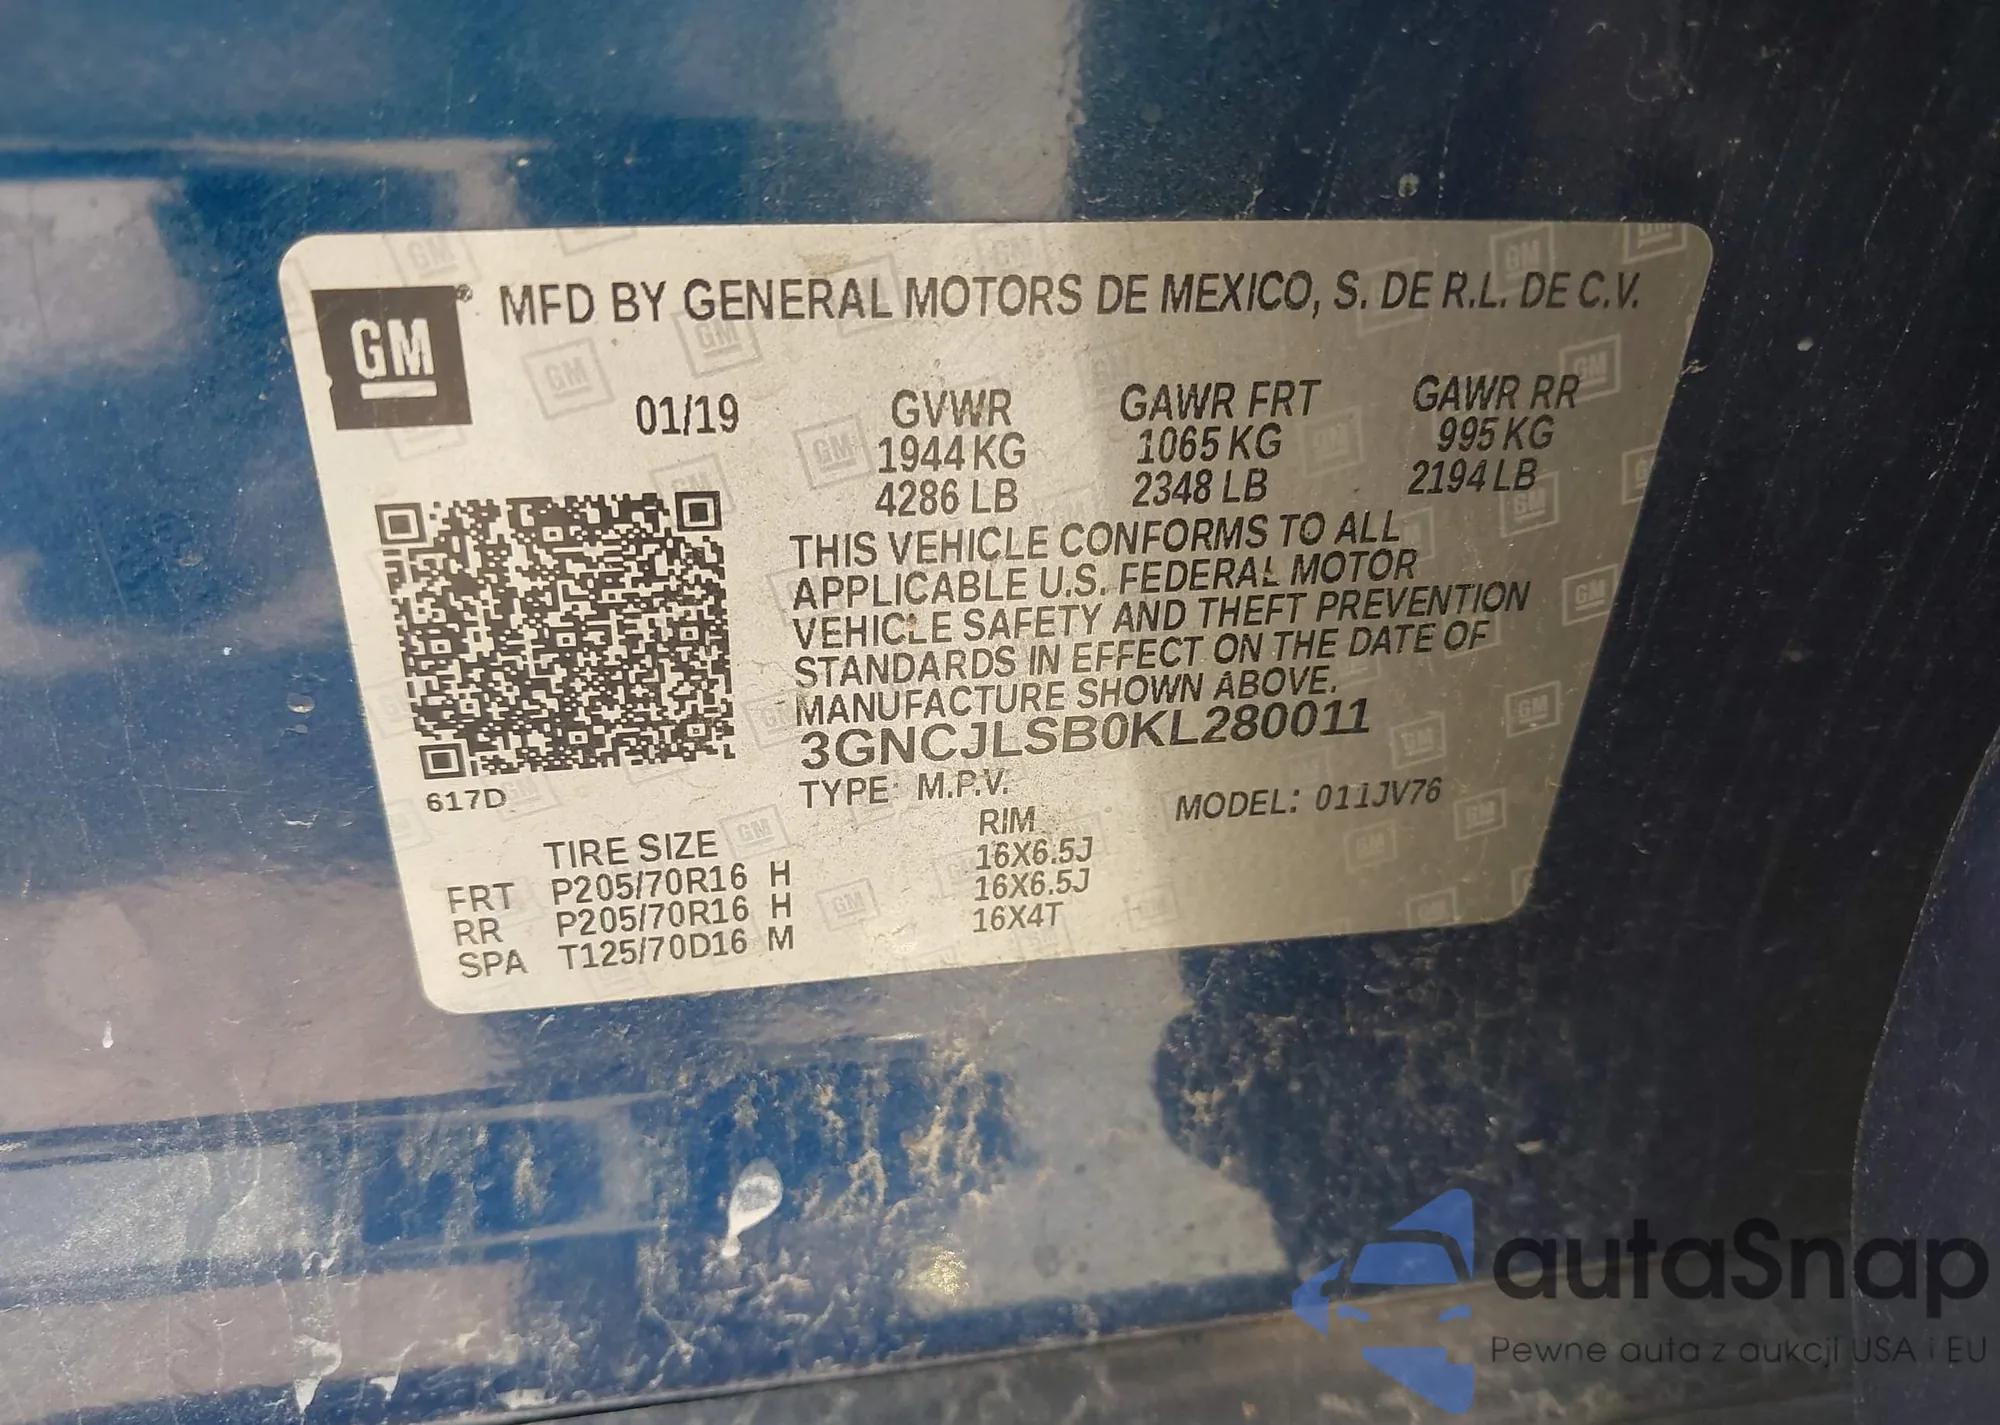 GM® MFD BY GENERAL MOTORS DE MEXICO, S. DE R.L. DE C.V.
01/19 GVWR GAWR FRT GAWR RR
1944 KG 1065 KG 995 KG
4286 LB 2348 LB 2194 LB
THIS VEHICLE CONFORMS TO ALL
APPLICABLE U.S. FEDERAL MOTOR
VEHICLE SAFETY AND THEFT PREVENTION
STANDARDS IN EFFECT ON THE DATE OF
MANUFACTURE SHOWN ABOVE.
3GNCJLSB0KL280011
617D TYPE: M.P.V. MODEL: 011JV76
TIRE SIZE RIM
FRT P205/70R16 H 16X6.5J
RR P205/70R16 H 16X6.5J
SPA T125/70D16 M 16X4T
autaSnap
Pewne auta z aukcji USA i EU